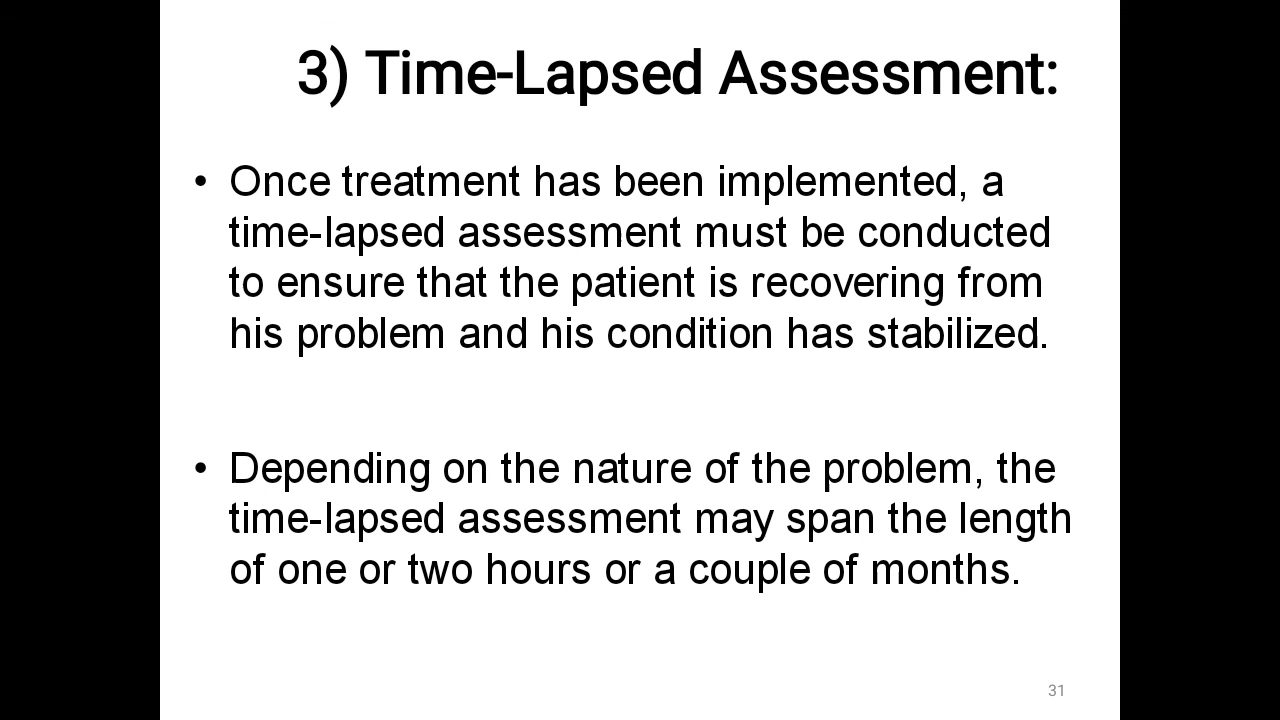 3) Time-Lapsed Assessment:
• Once treatment has been implemented, a
time-lapsed assessment must be conducted
to ensure that the patient is recovering from
his problem and his condition has stabilized.
• Depending on the nature of the problem, the
time-lapsed assessment may span the length
of one or two hours or a couple of months.
31